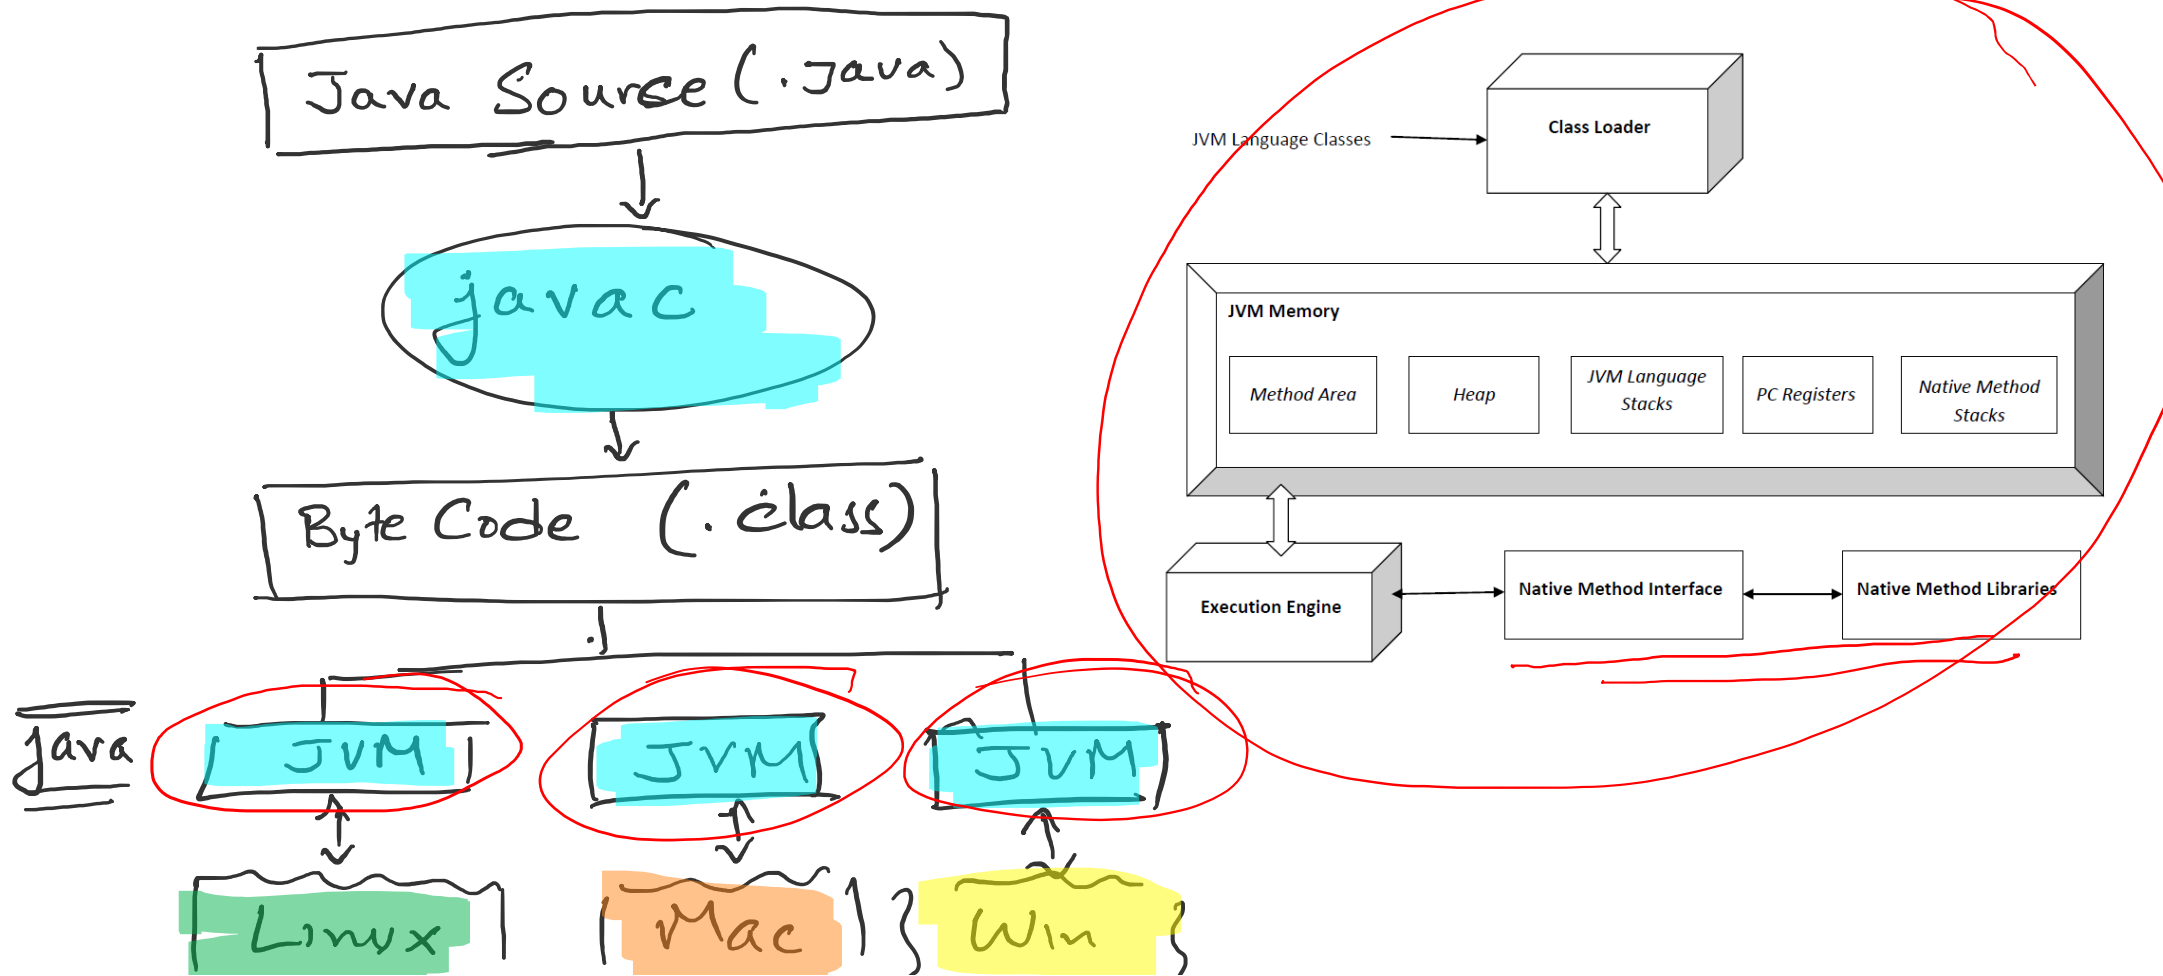 Java Source (.Java)
javac
Byte Code (.class)
java
JVM
JVM
JVM
Linux
Mac
Win
JVM Language Classes
Class Loader
JVM Memory
Method Area
Heap
JVM Language
Stacks
PC Registers
Native Method
Stacks
Execution Engine
Native Method Interface
Native Method Libraries